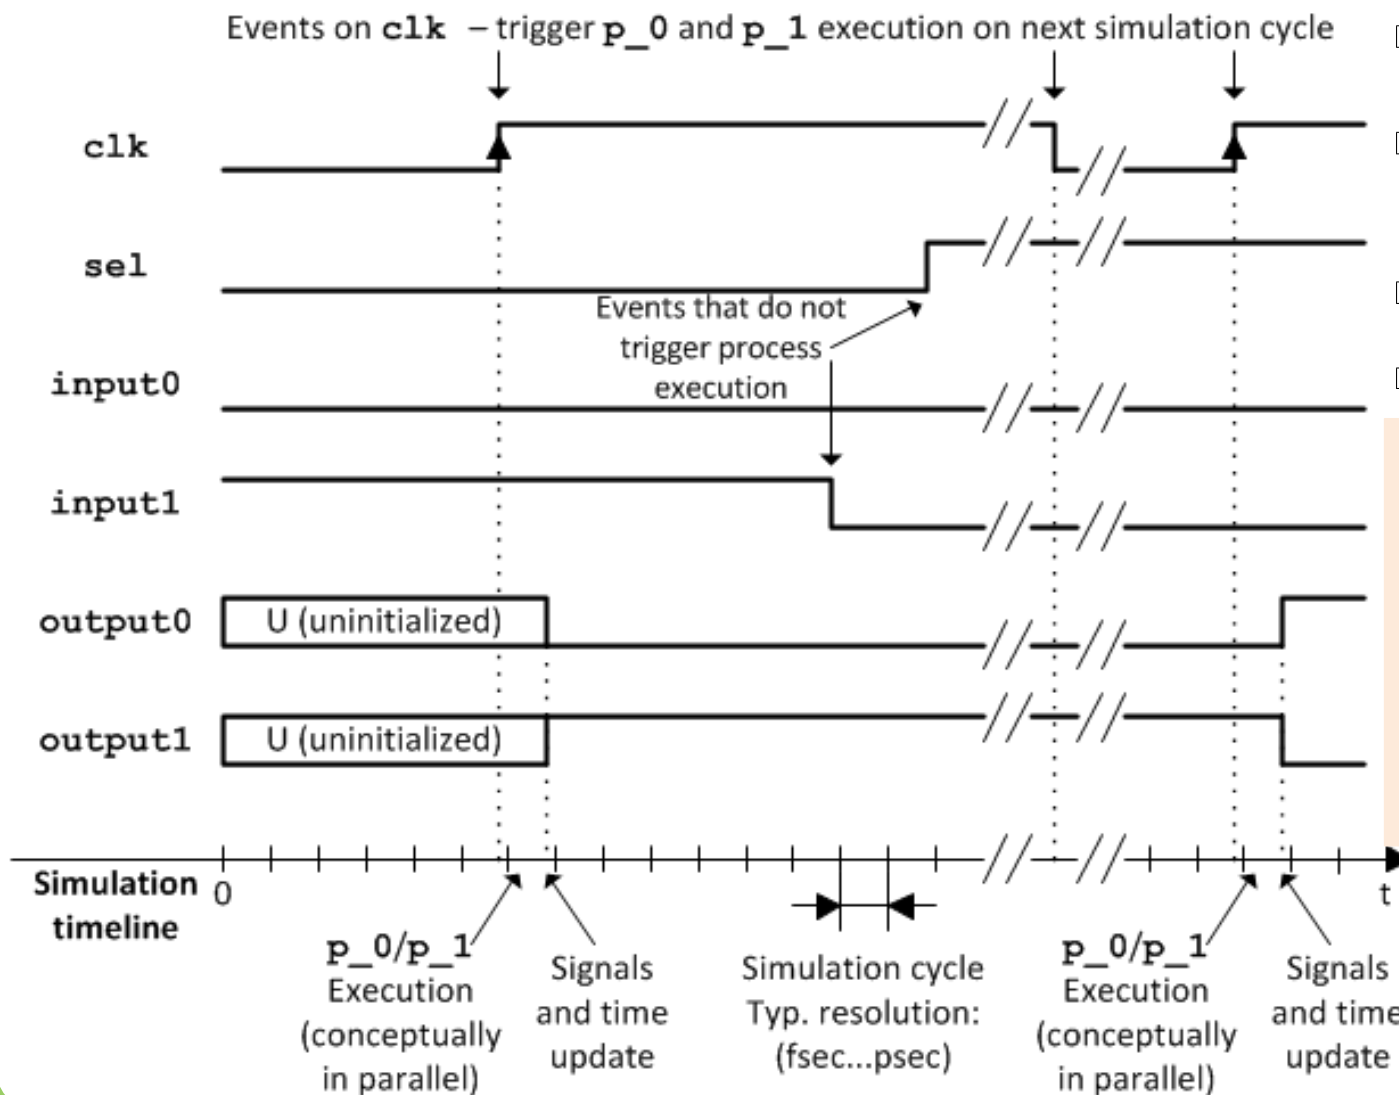 Events on clk – trigger p_0 and p_1 execution on next simulation cycle
clk
sel
Events that do not
trigger process
execution
input0
input1
output0
U (uninitialized)
output1
U (uninitialized)
Simulation
timeline
0
t
p_0/p_1
Execution
(conceptually
in parallel)
Signals
and time
update
Simulation cycle
Typ. resolution:
(fsec...psec)
p_0/p_1
Execution
(conceptually
in parallel)
Signals
and time
update